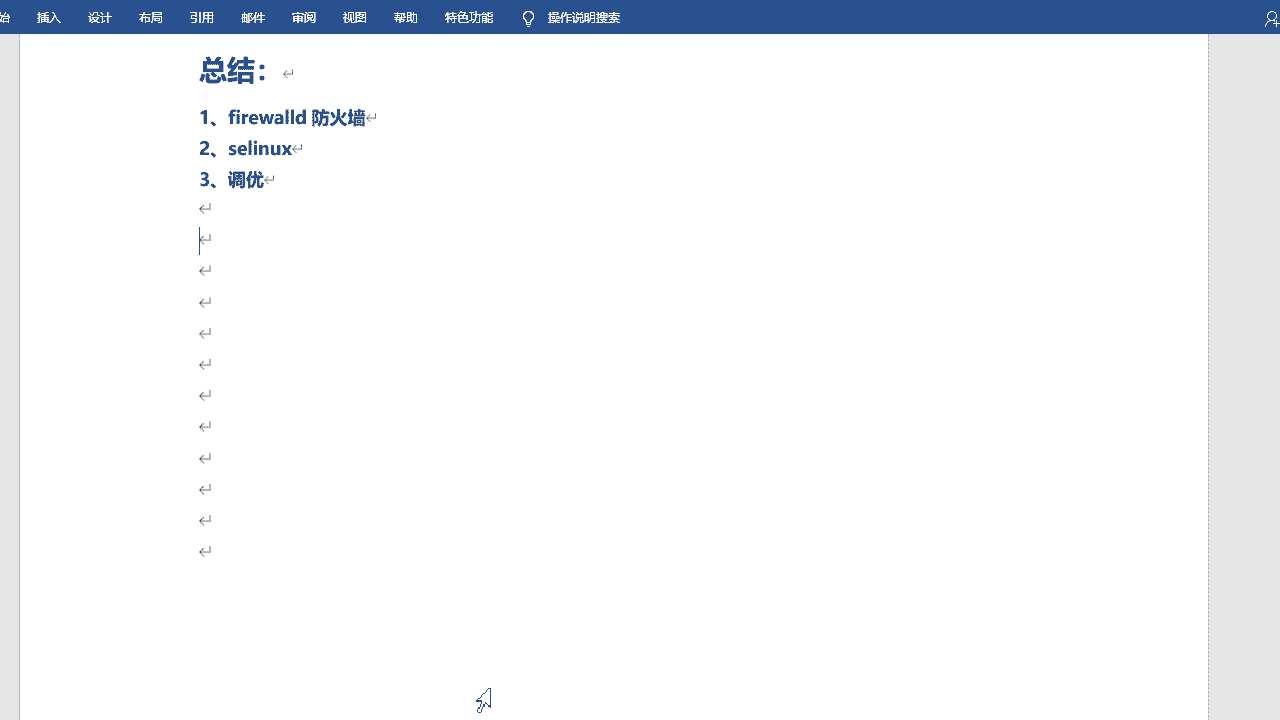 始 插入 设计 布局 引用 邮件 审阅 视图 帮助 特色功能 操作说明搜索
总结：
1、firewalld 防火墙
2、selinux
3、调优